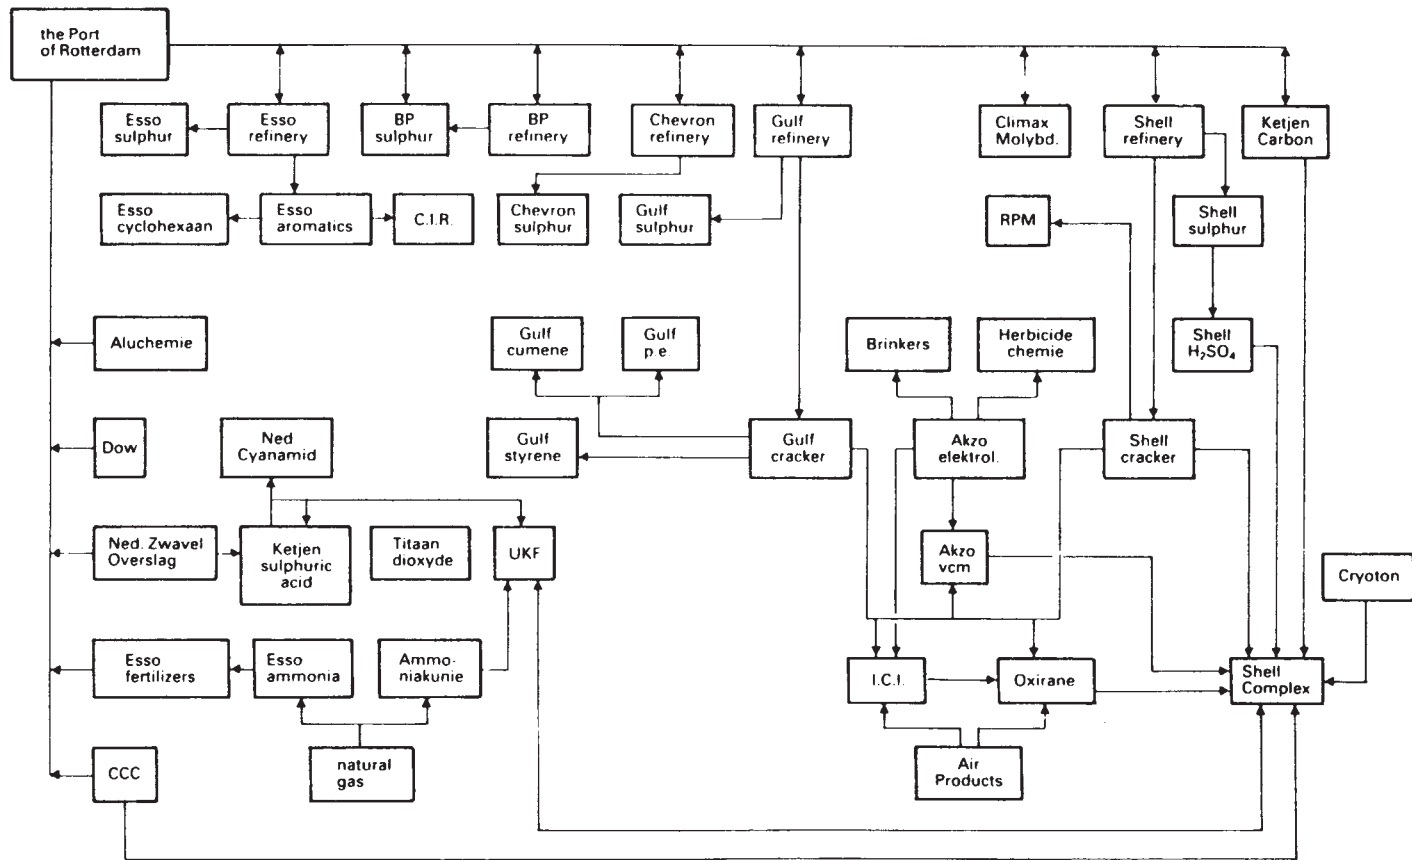 the Port
of Rotterdam
Esso
sulphur
Esso
refinery
BP
sulphur
BP
refinery
Chevron
refinery
Gulf
refinery
Climax
Molybd.
Shell
refinery
Ketjen
Carbon
Esso
cyclohexaan
Esso
aromatics
C.I.R.
Chevron
sulphur
Gulf
sulphur
RPM
Shell
sulphur
Aluchemie
Gulf
cumene
Gulf
p.e.
Brinkers
Herbicide
chemie
Shell
H₂SO₄
Dow
Ned
Cyanamid
Gulf
styrene
Gulf
cracker
Akzo
elektrol.
Shell
cracker
Ned. Zwavel
Overslag
Ketjen
sulphuric
acid
Titaan
dioxyde
UKF
Akzo
vcm
Cryoton
Esso
fertilizers
Esso
ammonia
Ammo-
niakunie
I.C.I.
Oxirane
Shell
Complex
CCC
natural
gas
Air
Products